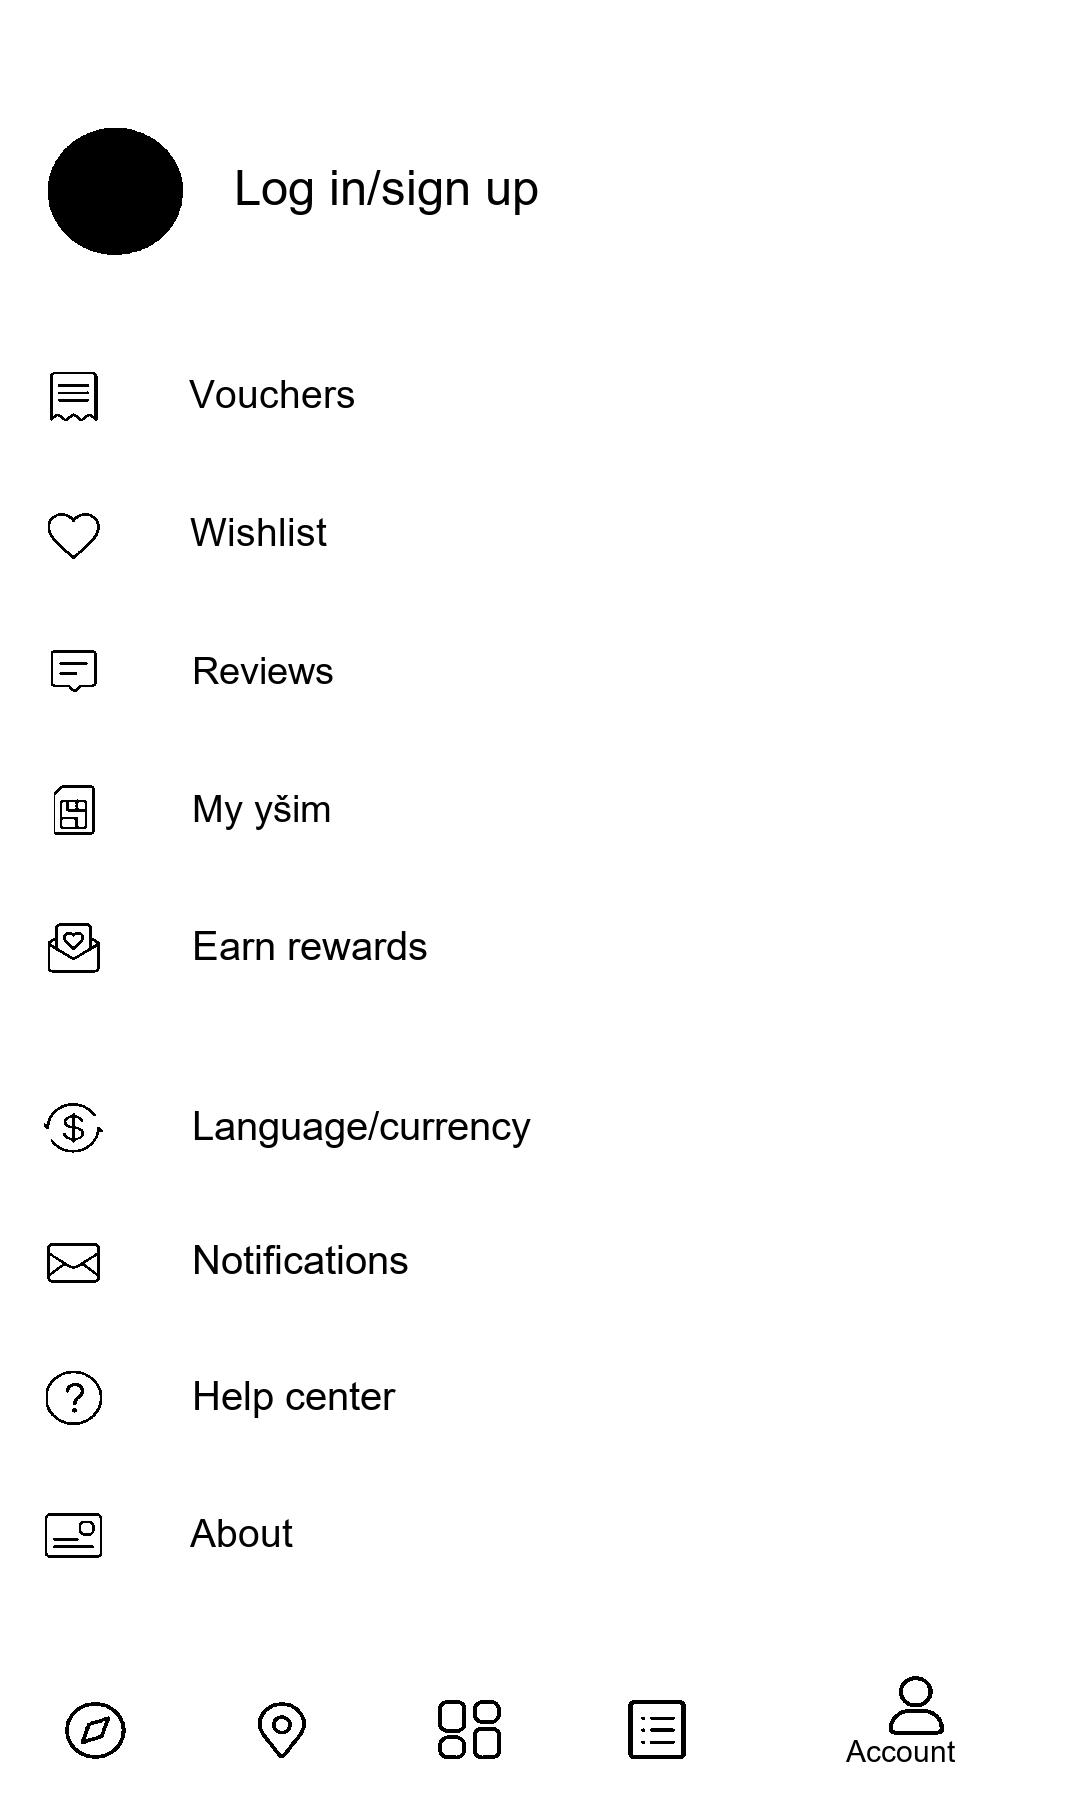 Log in/sign up
Vouchers
Wishlist
Reviews
My yšim
Earn rewards
Language/currency
Notifications
Help center
About
Account